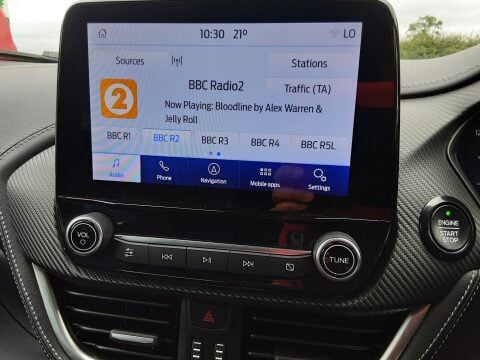 10:30 21º LO
Sources Stations
BBC Radio2 Traffic (TA)
2
Now Playing: Bloodline by Alex Warren &
Jelly Roll
BBC R1 BBC R2 BBC R3 BBC R4 BBC R5L
Audio Phone Navigation Mobile apps Settings
VOL TUNE
ENGINE
START
STOP